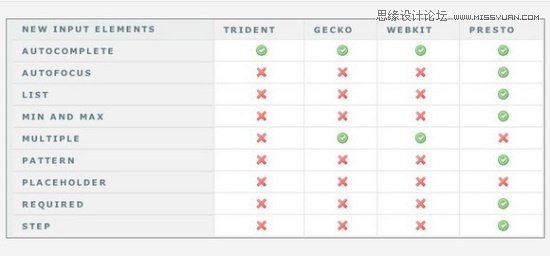 思缘设计论坛 WWW.MISSYUAN.COM
NEW INPUT ELEMENTS TRIDENT GECKO WEBKIT PRESTO
AUTOCOMPLETE
AUTOFOCUS
LIST
MIN AND MAX
MULTIPLE
PATTERN
PLACEHOLDER
REQUIRED
STEP